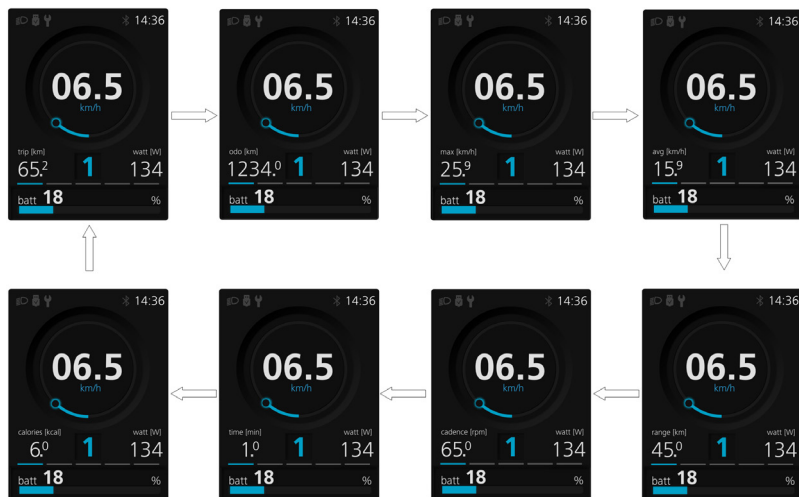 14:36
06.5
km/h
trip [km] watt [W]
65.2 1 134
batt 18 %
14:36
06.5
km/h
odo [km] watt [W]
1234.0 1 134
batt 18 %
14:36
06.5
km/h
max [km/h] watt [W]
25.9 1 134
batt 18 %
14:36
06.5
km/h
avg [km/h] watt [W]
15.9 1 134
batt 18 %
14:36
06.5
km/h
calories [kcal] watt [W]
6.0 1 134
batt 18 %
14:36
06.5
km/h
time [min] watt [W]
1.0 1 134
batt 18 %
14:36
06.5
km/h
cadence [rpm] watt [W]
65.0 1 134
batt 18 %
14:36
06.5
km/h
range [km] watt [W]
45.0 1 134
batt 18 %